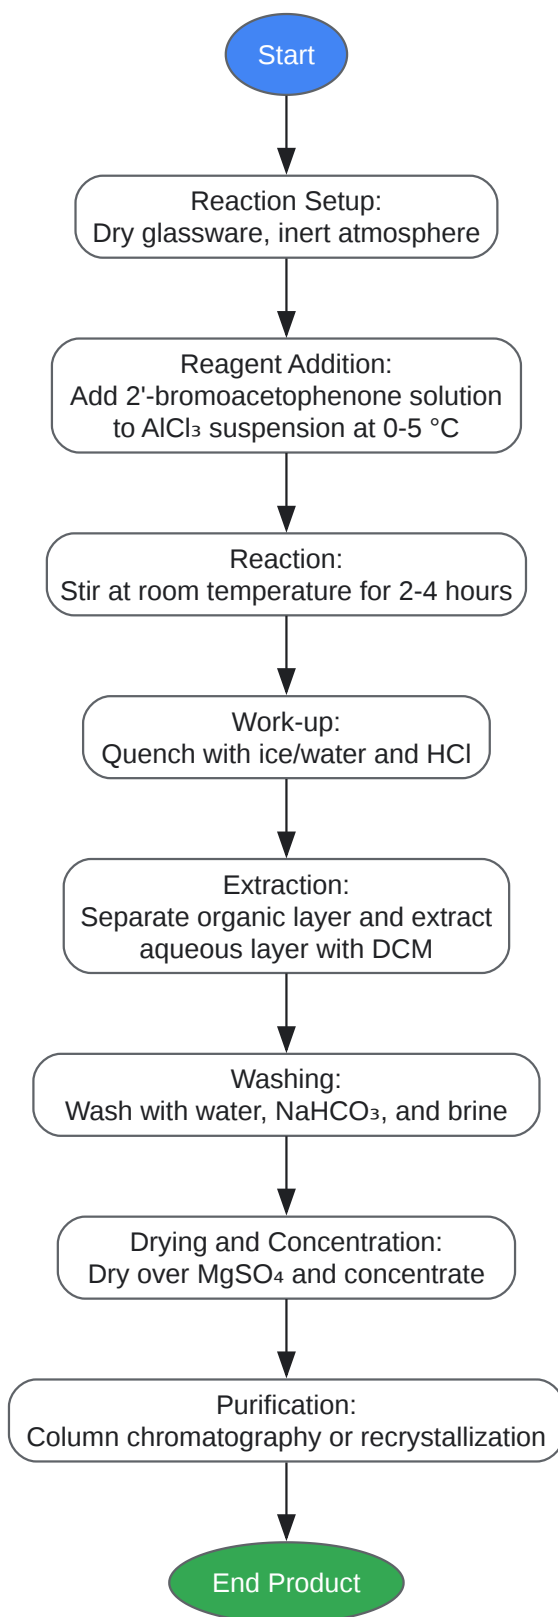 Start
Reaction Setup:
Dry glassware, inert atmosphere
Reagent Addition:
Add 2'-bromoacetophenone solution
to AlCl₃ suspension at 0-5 °C
Reaction:
Stir at room temperature for 2-4 hours
Work-up:
Quench with ice/water and HCl
Extraction:
Separate organic layer and extract
aqueous layer with DCM
Washing:
Wash with water, NaHCO₃, and brine
Drying and Concentration:
Dry over MgSO₄ and concentrate
Purification:
Column chromatography or recrystallization
End Product